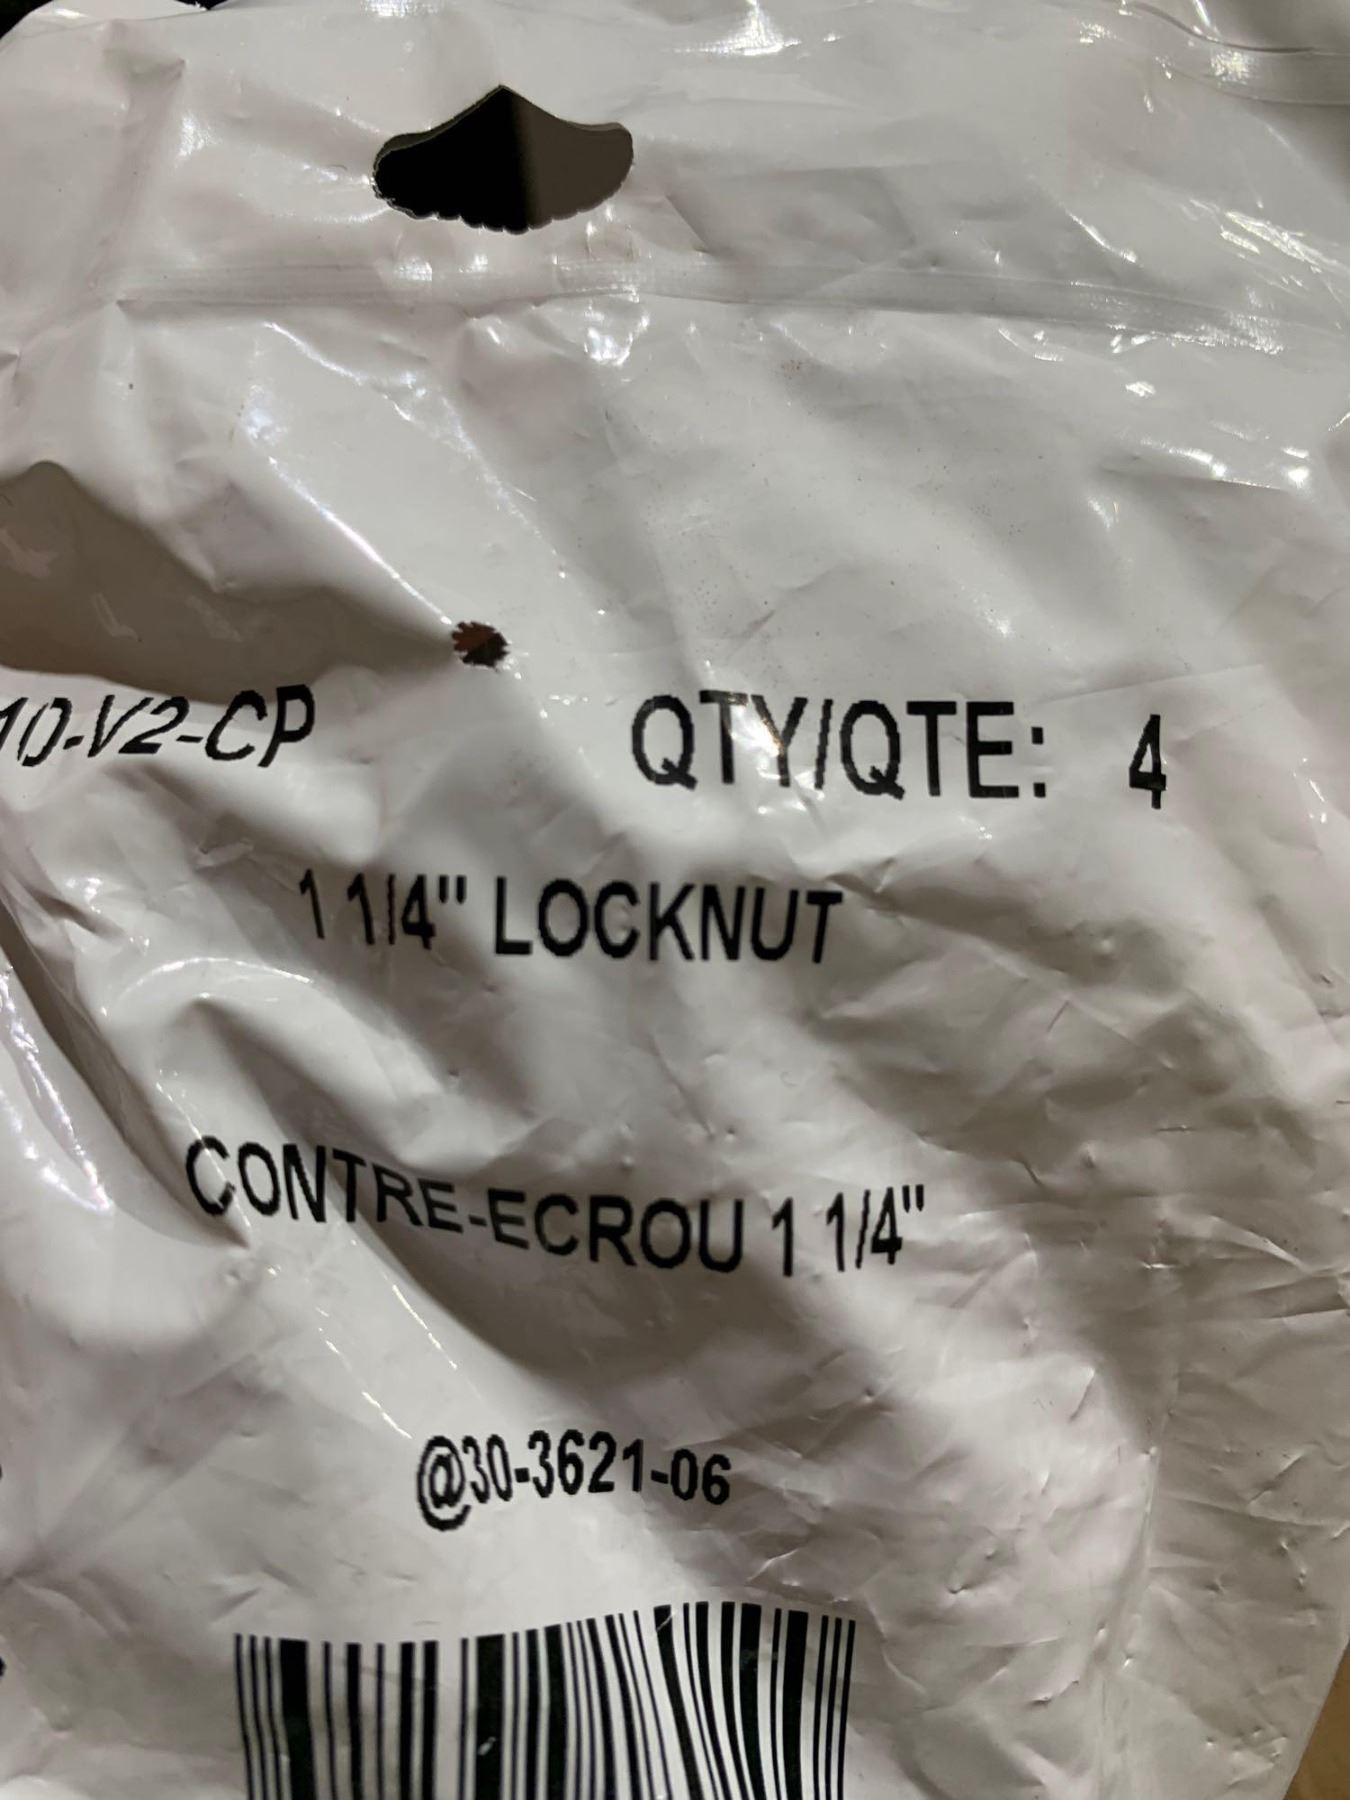 10-V2-CP QTY/QTE: 4
1 1/4" LOCKNUT
CONTRE-ECROU 1 1/4"
@30-3621-06